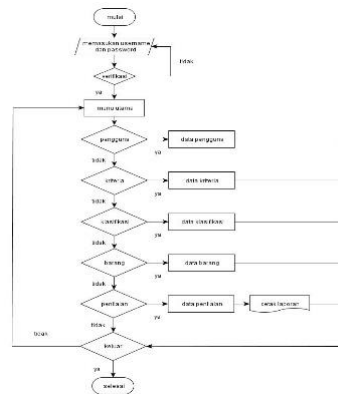 mulai
memasukan username
dan password
tidak
verifikasi
ya
menu utama
pengguna
data pengguna
ya
tidak
kriteria
data kriteria
ya
tidak
klasifikasi
data klasifikasi
ya
tidak
barang
data barang
ya
tidak
penilaian
data penilaian
cetak laporan
ya
tidak
tidak
keluar
ya
selesai